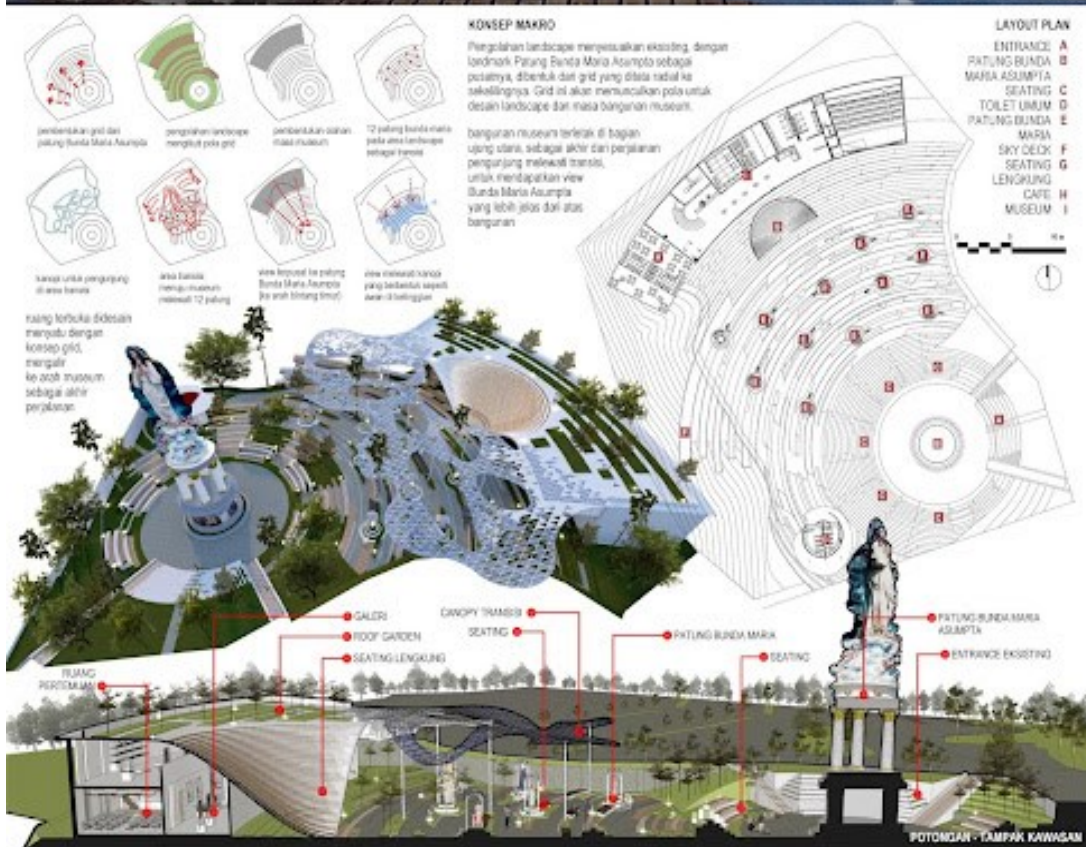 KONSEP MAKRO
Pengolahan landscape menyesuaikan eksisting, dengan
landmark Patung Bunda Maria Asumpta sebagai
pusatnya, dibentuk dari grid yang ditata radial ke
sekelilingnya. Grid ini akan memunculkan pola untuk
desain landscape dan masa bangunan museum.
bangunan museum terletak di bagian
ujung utara, sebagai akhir dari perjalanan
pengunjung melewati transisi,
untuk mendapatkan view
Bunda Maria Asumpta
yang lebih jelas dari atas
bangunan
LAYOUT PLAN
ENTRANCE A
PATUNG BUNDA B
MARIA ASUMPTA
SEATING C
TOILET UMUM D
PATUNG BUNDA E
MARIA
SKY DECK F
SEATING G
LENGKUNG
CAFE H
MUSEUM I
pembentukan grid dari
patung Bunda Maria Asumpta
pengolahan landscape
mengikuti pola grid
pembentukan olahan
masa museum
12 patung bunda maria
pada area landscape
sebagai transisi
kanopi untuk pengunjung
di area transisi
area transisi
menuju museum
melewati 12 patung
view terpusat ke patung
Bunda Maria Asumpta
(ke arah bintang timur)
view melewati kanopi
yang berbentuk seperti
awan di ketinggian
ruang terbuka didesain
menyatu dengan
konsep grid,
mengalir
ke arah museum
sebagai akhir
perjalanan
GALERI
ROOF GARDEN
SEATING LENGKUNG
RUANG
PERTEMUAN
CANOPY TRANSISI
SEATING
PATUNG BUNDA MARIA
SEATING
PATUNG BUNDA MARIA
ASUMPTA
ENTRANCE EKSISTING
POTONGAN - TAMPAK KAWASAN